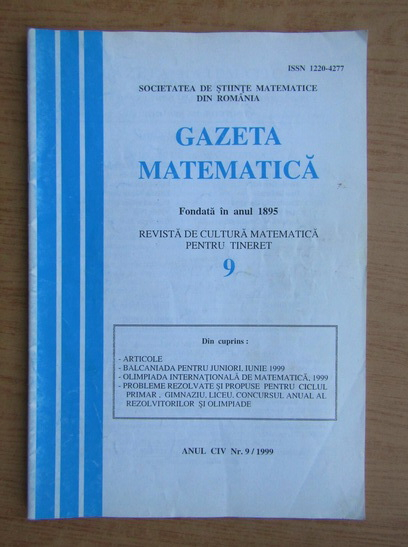 ISSN 1220-4277
SOCIETATEA DE ŞTIINŢE MATEMATICE
DIN ROMÂNIA
GAZETA
MATEMATICĂ
Fondată în anul 1895
REVISTĂ DE CULTURĂ MATEMATICĂ
PENTRU TINERET
9
Din cuprins :
- ARTICOLE
- BALCANIADA PENTRU JUNIORI, IUNIE 1999
- OLIMPIADA INTERNAŢIONALĂ DE MATEMATICĂ, 1999
- PROBLEME REZOLVATE ŞI PROPUSE PENTRU CICLUL
PRIMAR , GIMNAZIU, LICEU, CONCURSUL ANUAL AL
REZOLVITORILOR ŞI OLIMPIADE
ANUL CIV Nr. 9 / 1999